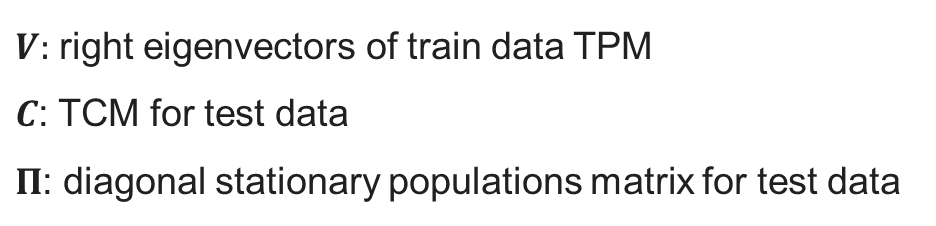 V: right eigenvectors of train data TPM
C: TCM for test data
Π: diagonal stationary populations matrix for test data